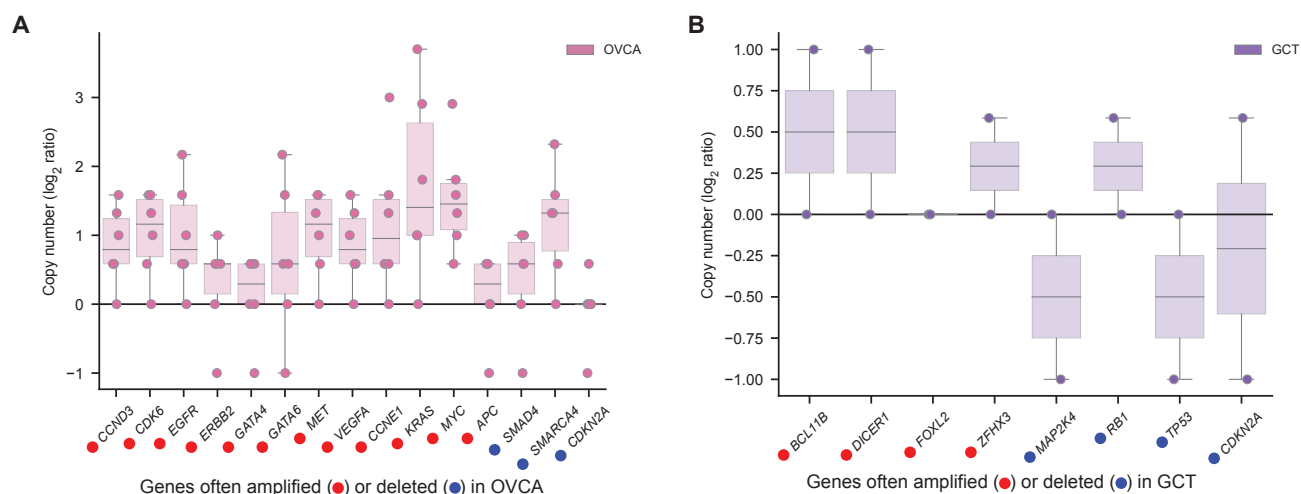 A
OVCA
Copy number (log2 ratio)
3
2
1
0
−1
CCND3
CDK6
EGFR
ERBB2
GATA4
GATA6
MET
VEGFA
CCNE1
KRAS
MYC
APC
SMAD4
SMARCA4
CDKN2A
Genes often amplified (●) or deleted (●) in OVCA
B
GCT
Copy number (log2 ratio)
1.00
0.75
0.50
0.25
0.00
−0.25
−0.50
−0.75
−1.00
BCL11B
DICER1
FOXL2
ZFHX3
MAP2K4
RB1
TP53
CDKN2A
Genes often amplified (●) or deleted (●) in GCT